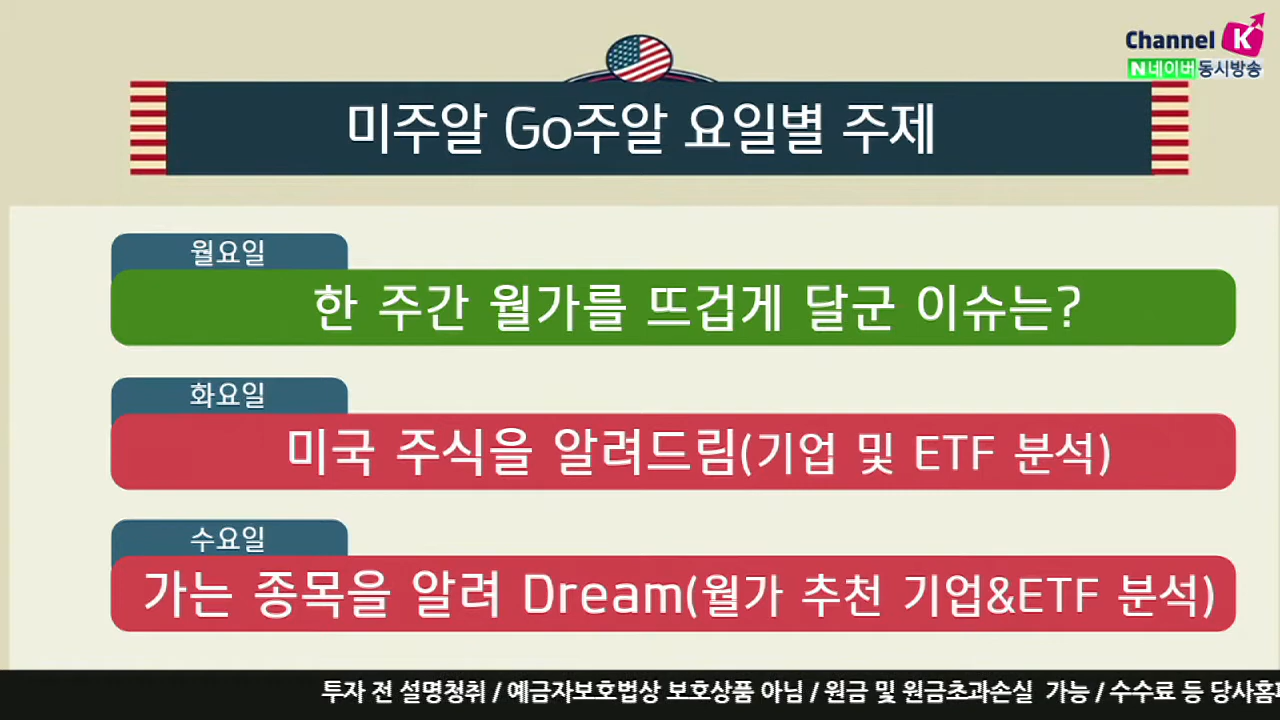 Channel K
N 네이버 동시방송
미주알 Go주알 요일별 주제
월요일
한 주간 월가를 뜨겁게 달군 이슈는?
화요일
미국 주식을 알려드림(기업 및 ETF 분석)
수요일
가는 종목을 알려 Dream(월가 추천 기업&ETF 분석)
투자 전 설명청취 / 예금자보호법상 보호상품 아님 / 원금 및 원금초과손실 가능 / 수수료 등 당사홈